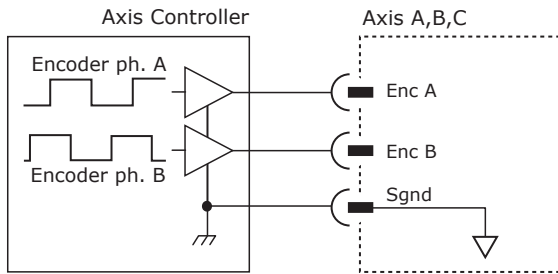 Axis Controller
Axis A,B,C
Encoder ph. A
Enc A
Enc B
Encoder ph. B
Sgnd